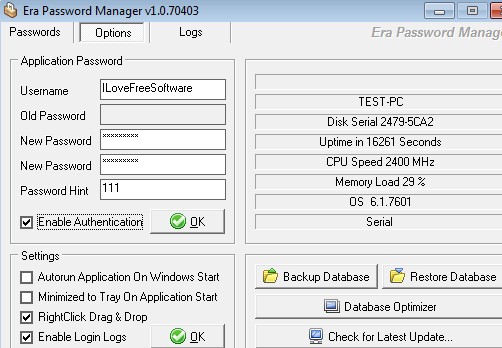 Era Password Manager v1.0.70403
Passwords Options Logs
Era Password Manage
Application Password
Username ILoveFreeSoftware
Old Password
New Password *********
New Password *********
Password Hint 111
Enable Authentication OK
TEST-PC
Disk Serial 2479-5CA2
Uptime in 16261 Seconds
CPU Speed 2400 MHz
Memory Load 29 %
OS 6.1.7601
Serial
Settings
Autorun Application On Windows Start
Minimized to Tray On Application Start
RightClick Drag & Drop
Enable Login Logs OK
Backup Database Restore Database
Database Optimizer
Check for Latest Update...